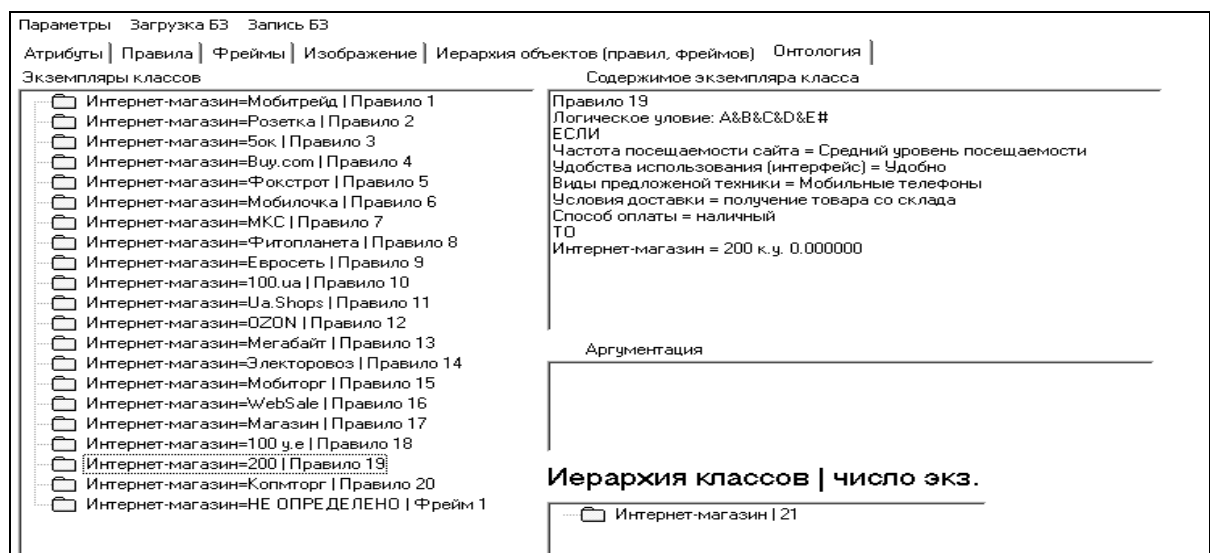 Параметры Загрузка БЗ Запись БЗ
Атрибуты Правила Фреймы Изображение Иерархия объектов (правил, фреймов) Онтология
Экземпляры классов
Интернет-магазин=Мобитрейд | Правило 1
Интернет-магазин=Розетка | Правило 2
Интернет-магазин=5ок | Правило 3
Интернет-магазин=Buy.com | Правило 4
Интернет-магазин=Фокстрот | Правило 5
Интернет-магазин=Мобилочка | Правило 6
Интернет-магазин=МКС | Правило 7
Интернет-магазин=Фитопланета | Правило 8
Интернет-магазин=Евросеть | Правило 9
Интернет-магазин=100.ua | Правило 10
Интернет-магазин=Ua.Shops | Правило 11
Интернет-магазин=OZON | Правило 12
Интернет-магазин=Мегабайт | Правило 13
Интернет-магазин=Электоровоз | Правило 14
Интернет-магазин=Мобиторг | Правило 15
Интернет-магазин=WebSale | Правило 16
Интернет-магазин=Магазин | Правило 17
Интернет-магазин=100 у.е | Правило 18
Интернет-магазин=200 | Правило 19
Интернет-магазин=Копмторг | Правило 20
Интернет-магазин=НЕ ОПРЕДЕЛЕНО | Фрейм 1
Содержимое экземпляра класса
Правило 19
Логическое уловие: A&B&C&D&E#
ЕСЛИ
Частота посещаемости сайта = Средний уровень посещаемости
Удобства использования (интерфейс) = Удобно
Виды предложеной техники = Мобильные телефоны
Условия доставки = получение товара со склада
Способ оплаты = наличный
ТО
Интернет-магазин = 200 к.у. 0.000000
Аргументация
Иерархия классов | число экз.
Интернет-магазин | 21